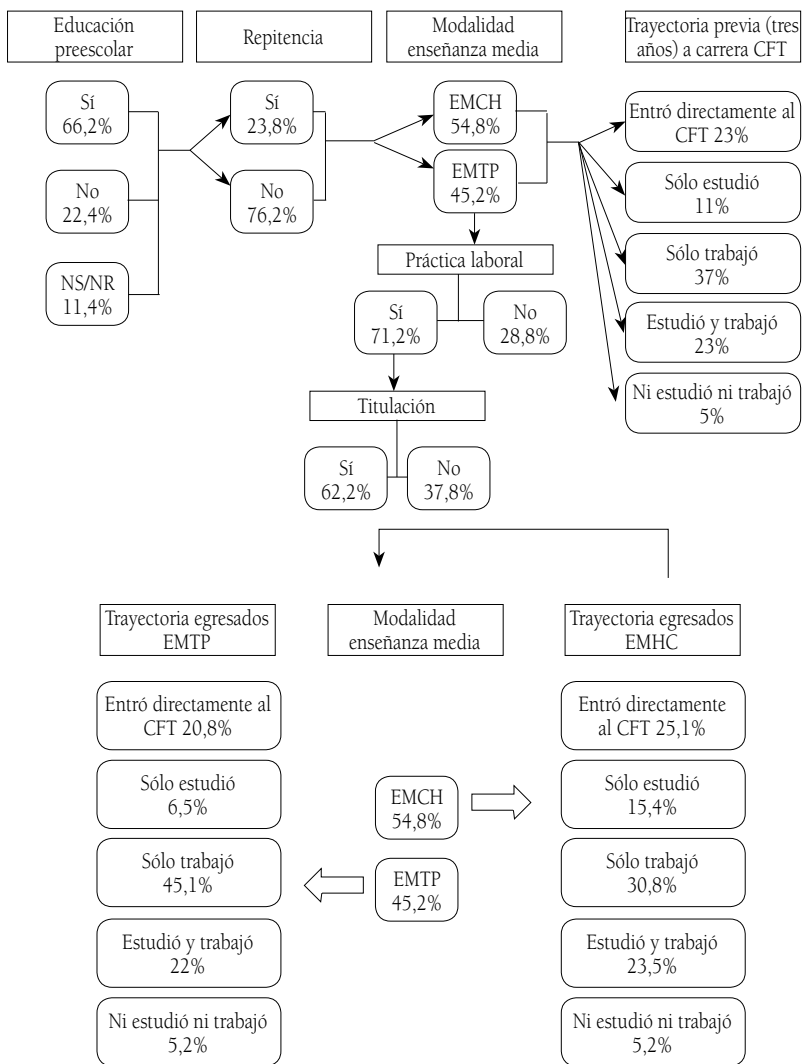 Educación
preescolar
Repitencia
Modalidad
enseñanza media
Trayectoria previa (tres
años) a carrera CFT
Sí
66,2%
No
22,4%
NS/NR
11,4%
Sí
23,8%
No
76,2%
EMCH
54,8%
EMTP
45,2%
Entró directamente al
CFT 23%
Sólo estudió
11%
Sólo trabajó
37%
Estudió y trabajó
23%
Ni estudió ni trabajó
5%
Práctica laboral
Sí
71,2%
No
28,8%
Titulación
Sí
62,2%
No
37,8%
Trayectoria egresados
EMTP
Modalidad
enseñanza media
Trayectoria egresados
EMHC
Entró directamente al
CFT 20,8%
Sólo estudió
6,5%
Sólo trabajó
45,1%
Estudió y trabajó
22%
Ni estudió ni trabajó
5,2%
EMCH
54,8%
EMTP
45,2%
Entró directamente
al CFT 25,1%
Sólo estudió
15,4%
Sólo trabajó
30,8%
Estudió y trabajó
23,5%
Ni estudió ni trabajó
5,2%